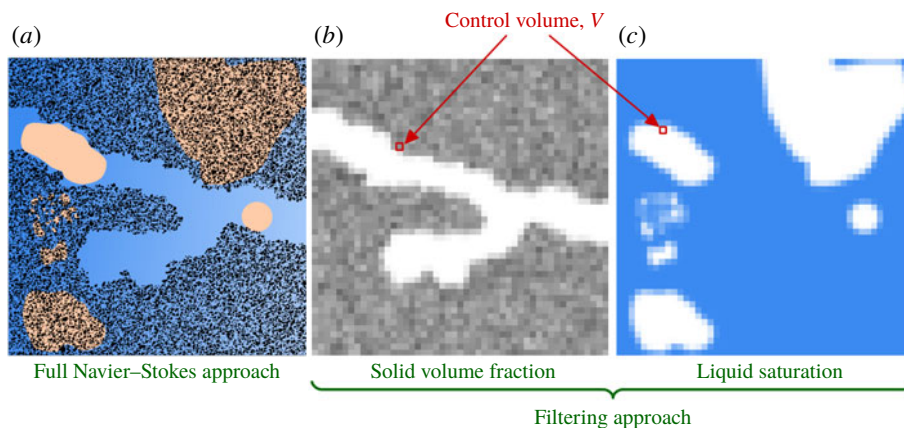 Control volume, V
(a) (b) (c)
Full Navier–Stokes approach
Solid volume fraction
Liquid saturation
Filtering approach